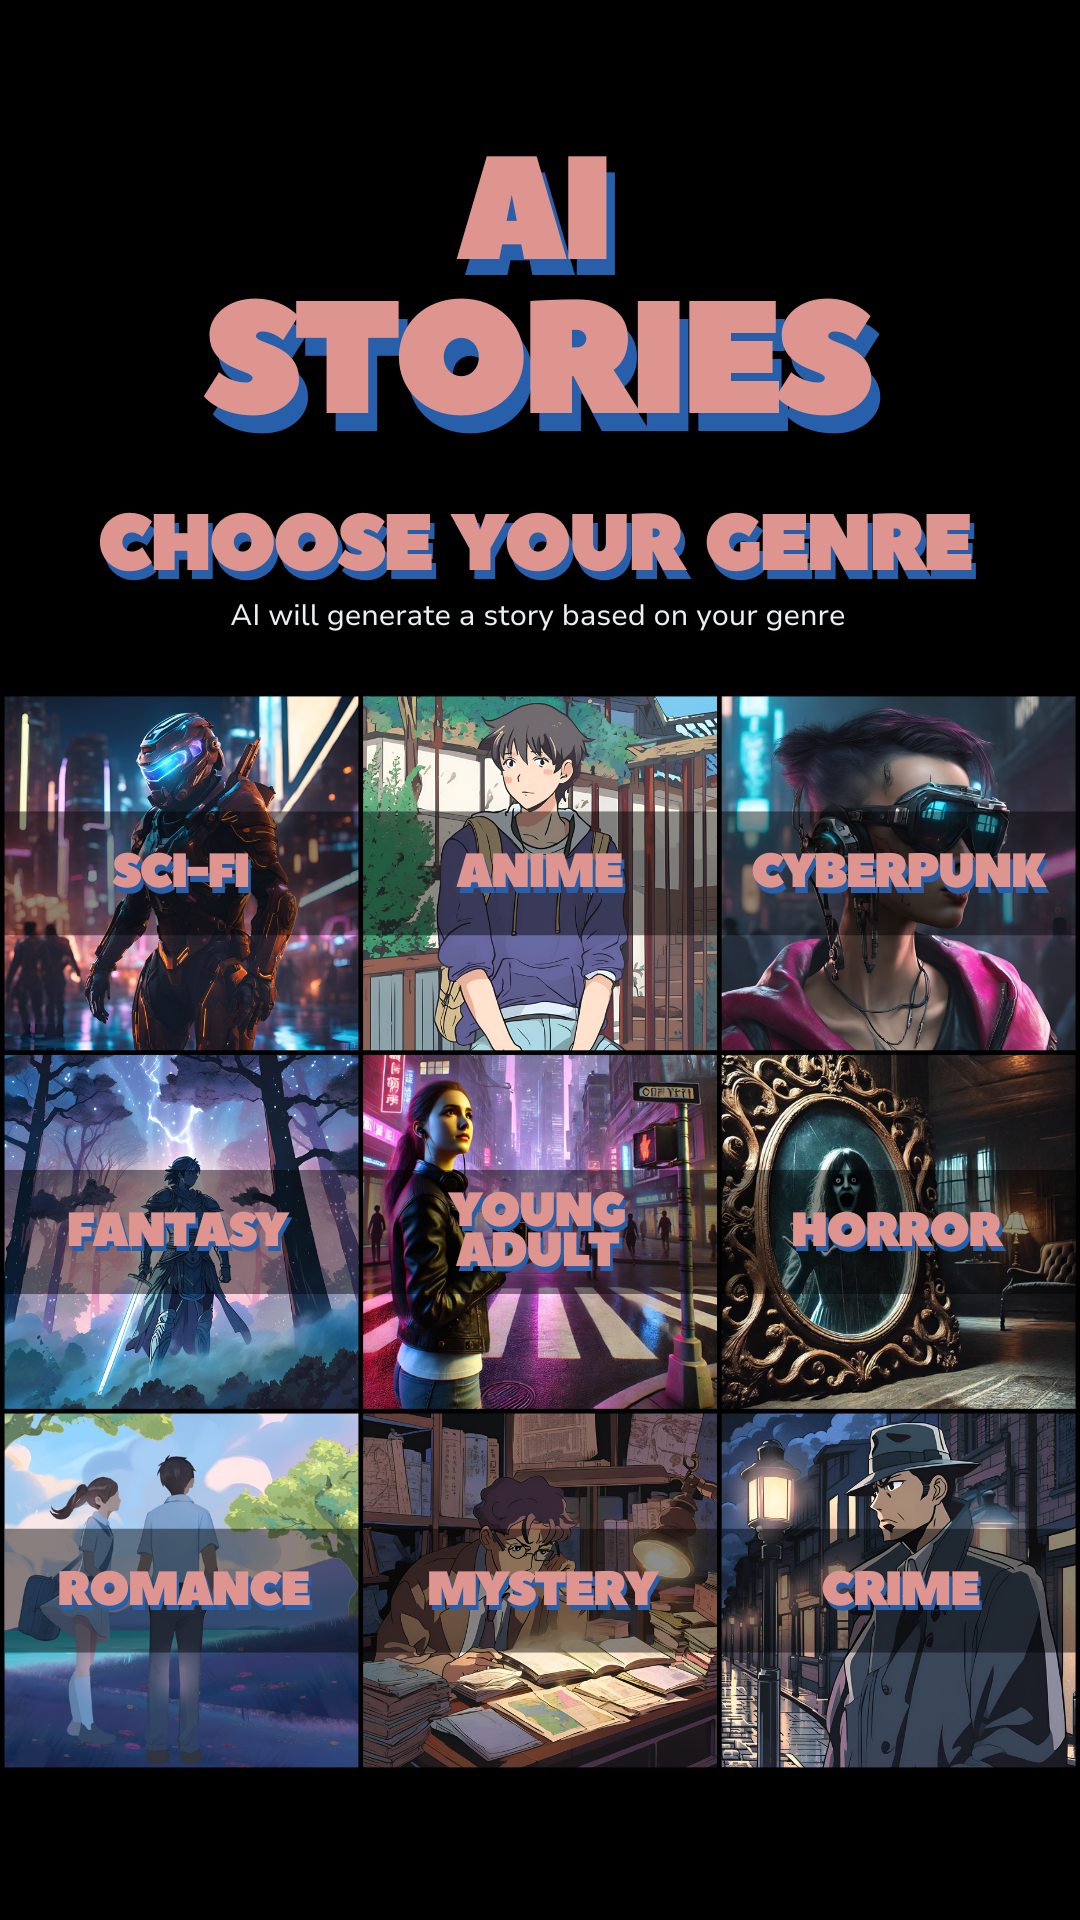 AI
STORIES
CHOOSE YOUR GENRE
AI will generate a story based on your genre
SCI-FI
ANIME
CYBERPUNK
FANTASY
YOUNG
ADULT
HORROR
ROMANCE
MYSTERY
CRIME